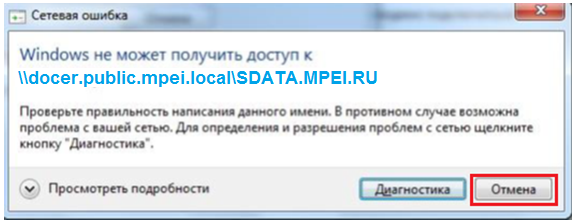 Сетевая ошибка
Windows не может получить доступ к
\\docer.public.mpei.local\SDATA.MPEI.RU
Проверьте правильность написания данного имени. В противном случае возможна
проблема с вашей сетью. Для определения и разрешения проблем с сетью щелкните
кнопку "Диагностика".
Просмотреть подробности
Диагностика
Отмена